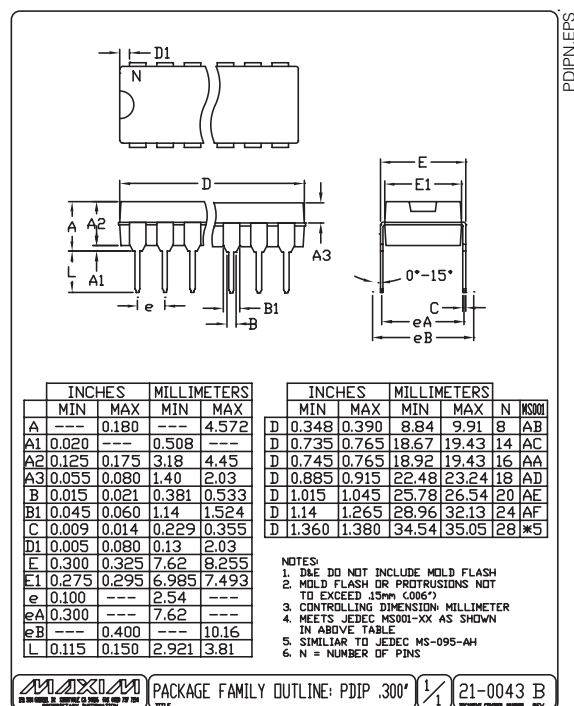 PDIPN.EPS
D1
N
E
D
E1
A
A2
A3
L
A1
0°-15°
e
B1
B
C
eA
eB
INCHES MILLIMETERS
MIN MAX MIN MAX
A --- 0.180 --- 4.572
A1 0.020 --- 0.508 ---
A2 0.125 0.175 3.18 4.45
A3 0.055 0.080 1.40 2.03
B 0.015 0.021 0.381 0.533
B1 0.045 0.060 1.14 1.524
C 0.009 0.014 0.229 0.355
D1 0.005 0.080 0.13 2.03
E 0.300 0.325 7.62 8.255
E1 0.275 0.295 6.985 7.493
e 0.100 --- 2.54 ---
eA 0.300 --- 7.62 ---
eB --- 0.400 --- 10.16
L 0.115 0.150 2.921 3.81
INCHES MILLIMETERS
MIN MAX MIN MAX N MS001
D 0.348 0.390 8.84 9.91 8 AB
D 0.735 0.765 18.67 19.43 14 AC
D 0.745 0.765 18.92 19.43 16 AA
D 0.885 0.915 22.48 23.24 18 AD
D 1.015 1.045 25.78 26.54 20 AE
D 1.14 1.265 28.96 32.13 24 AF
D 1.360 1.380 34.54 35.05 28 *5
NOTES:
1. D&E DO NOT INCLUDE MOLD FLASH
2. MOLD FLASH OR PROTRUSIONS NOT
TO EXCEED .15mm (.006")
3. CONTROLLING DIMENSION: MILLIMETER
4. MEETS JEDEC MS001-XX AS SHOWN
IN ABOVE TABLE
5. SIMILIAR TO JEDEC MS-095-AH
6. N = NUMBER OF PINS
MAXIM
PROPRIETARY INFORMATION
PACKAGE FAMILY OUTLINE: PDIP .300"
TITLE:
1/1
21-0043 B
DOCUMENT CONTROL NUMBER REV